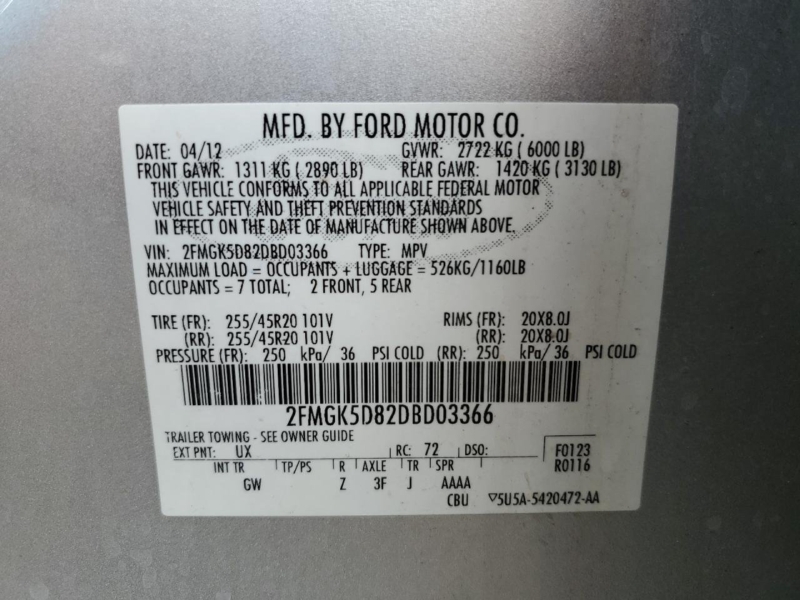 MFD. BY FORD MOTOR CO.
DATE: 04/12 GVWR: 2722 KG ( 6000 LB)
FRONT GAWR: 1311 KG ( 2890 LB) REAR GAWR: 1420 KG ( 3130 LB)
THIS VEHICLE CONFORMS TO ALL APPLICABLE FEDERAL MOTOR
VEHICLE SAFETY AND THEFT PREVENTION STANDARDS
IN EFFECT ON THE DATE OF MANUFACTURE SHOWN ABOVE.
VIN: 2FMGK5D82DBD03366 TYPE: MPV
MAXIMUM LOAD = OCCUPANTS + LUGGAGE = 526KG/1160LB
OCCUPANTS = 7 TOTAL; 2 FRONT, 5 REAR
TIRE (FR): 255/45R20 101V RIMS (FR): 20X8.0J
(RR): 255/45R20 101V (RR): 20X8.0J
PRESSURE (FR): 250 kPa/ 36 PSI COLD (RR): 250 kPa/ 36 PSI COLD
2FMGK5D82DBD03366
TRAILER TOWING - SEE OWNER GUIDE
EXT PNT: UX RC: 72 DSO: F0123
R0116
INT TR TP/PS R AXLE TR SPR
GW Z 3F J AAAA
CBU ▽5U5A-5420472-AA